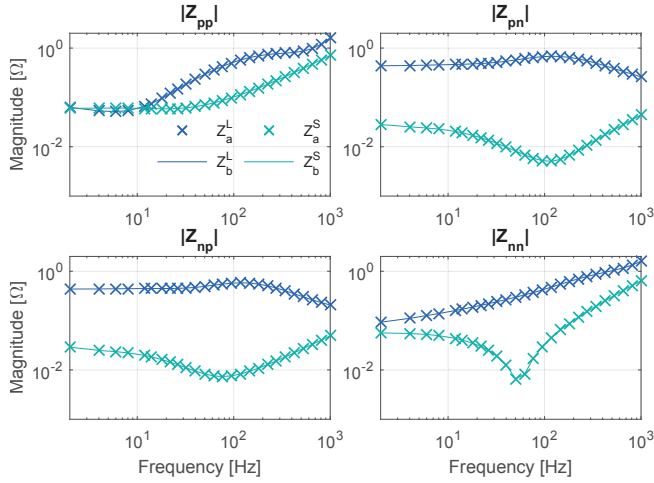 |Z_pp|
|Z_pn|
Magnitude [Ω]
10^0
10^-2
10^1
10^2
10^3
Z_a^L
Z_a^S
Z_b^L
Z_b^S
10^0
10^-2
10^1
10^2
10^3
|Z_np|
|Z_nn|
Magnitude [Ω]
10^0
10^-2
10^1
10^2
10^3
Frequency [Hz]
10^0
10^-2
10^1
10^2
10^3
Frequency [Hz]